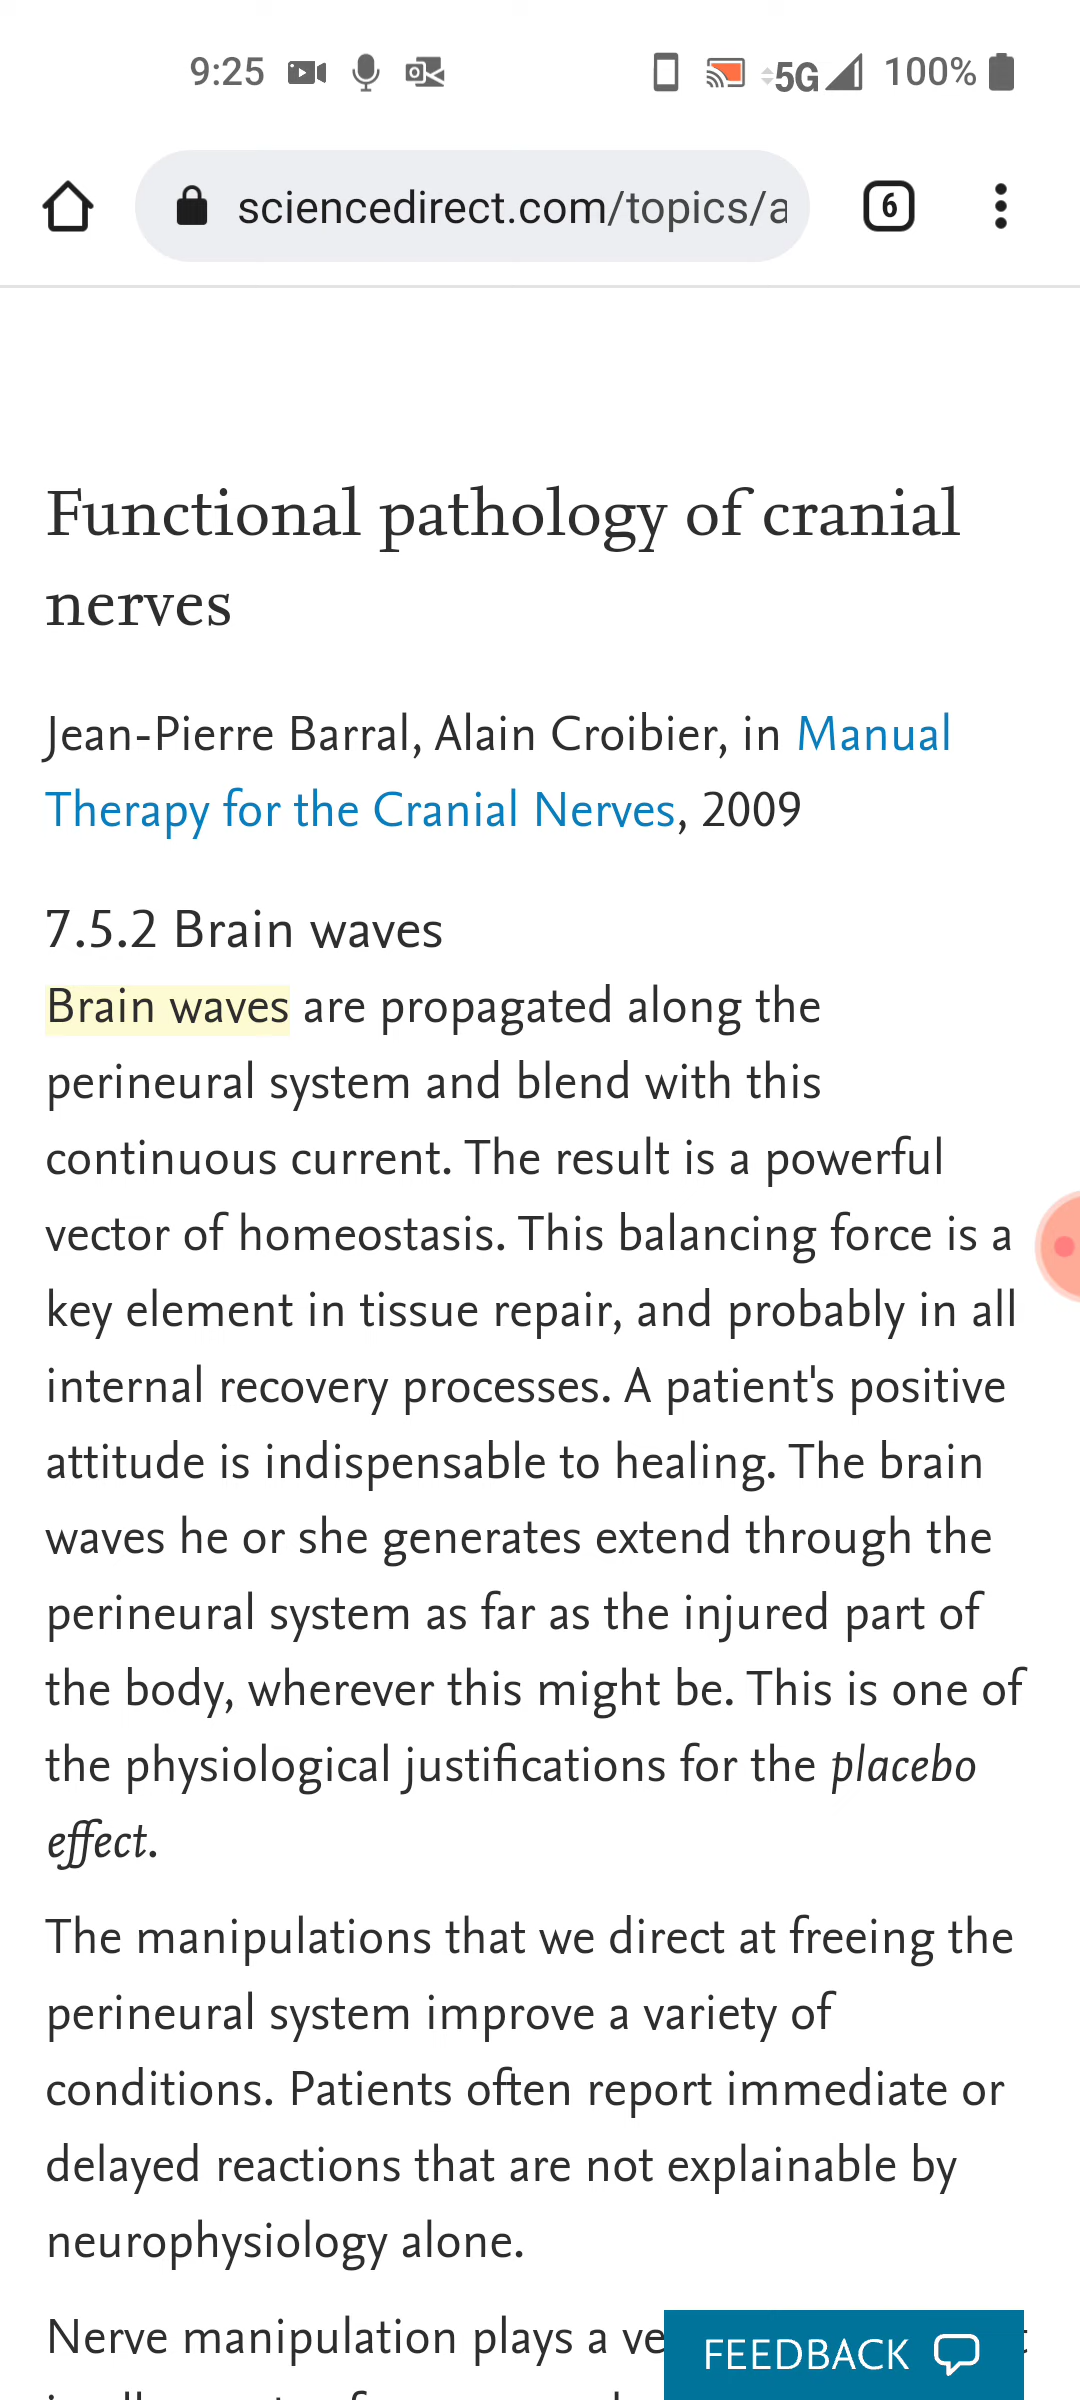 9:25
5G 100%
sciencedirect.com/topics/a
6
Functional pathology of cranial
nerves
Jean-Pierre Barral, Alain Croibier, in Manual
Therapy for the Cranial Nerves, 2009
7.5.2 Brain waves
Brain waves are propagated along the
perineural system and blend with this
continuous current. The result is a powerful
vector of homeostasis. This balancing force is a
key element in tissue repair, and probably in all
internal recovery processes. A patient's positive
attitude is indispensable to healing. The brain
waves he or she generates extend through the
perineural system as far as the injured part of
the body, wherever this might be. This is one of
the physiological justifications for the placebo
effect.
The manipulations that we direct at freeing the
perineural system improve a variety of
conditions. Patients often report immediate or
delayed reactions that are not explainable by
neurophysiology alone.
Nerve manipulation plays a ve
FEEDBACK